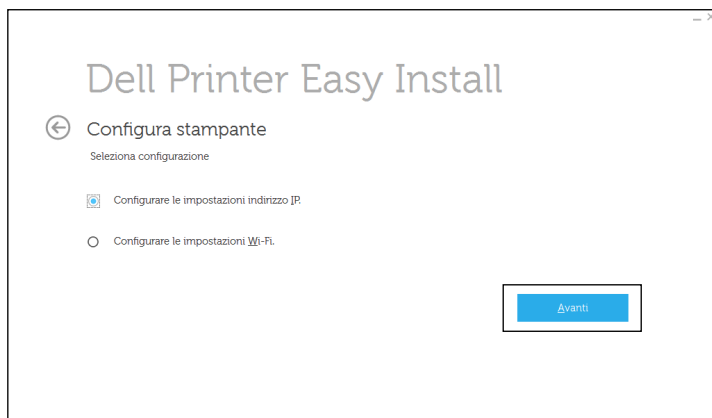 Dell Printer Easy Install
Configura stampante
Seleziona configurazione
Configurare le impostazioni indirizzo IP.
Configurare le impostazioni Wi-Fi.
Avanti